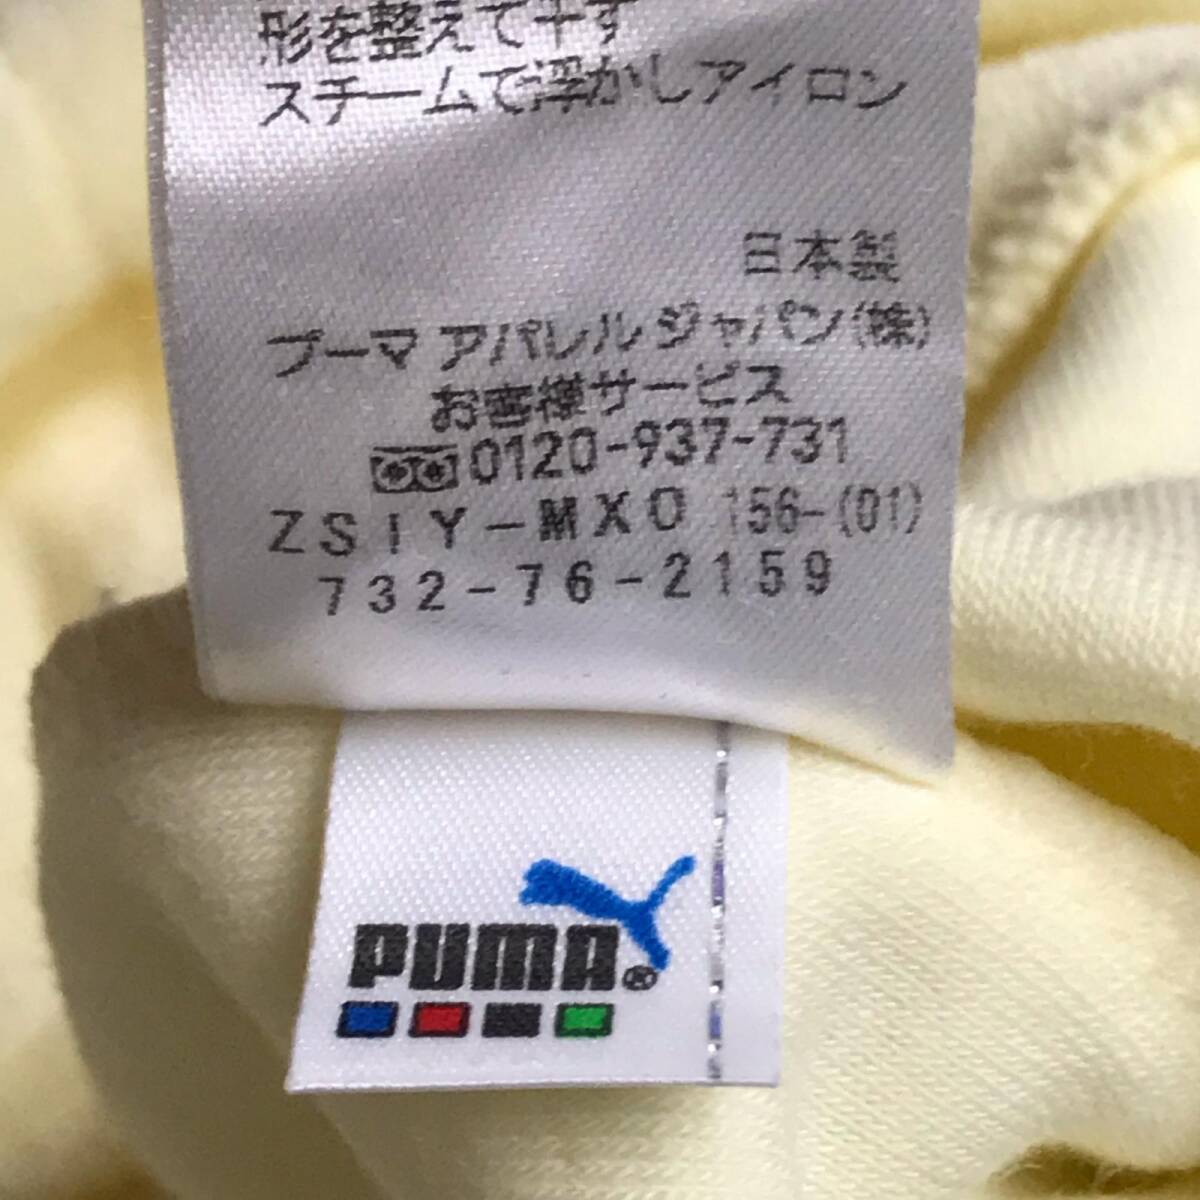 形を整えて干す
スチームで浮かしアイロン
日本製
プーマ アパレル ジャパン(株)
お客様サービス
0120-937-731
ZSIY-MXO 156-(01)
732-76-2159
PUMA®